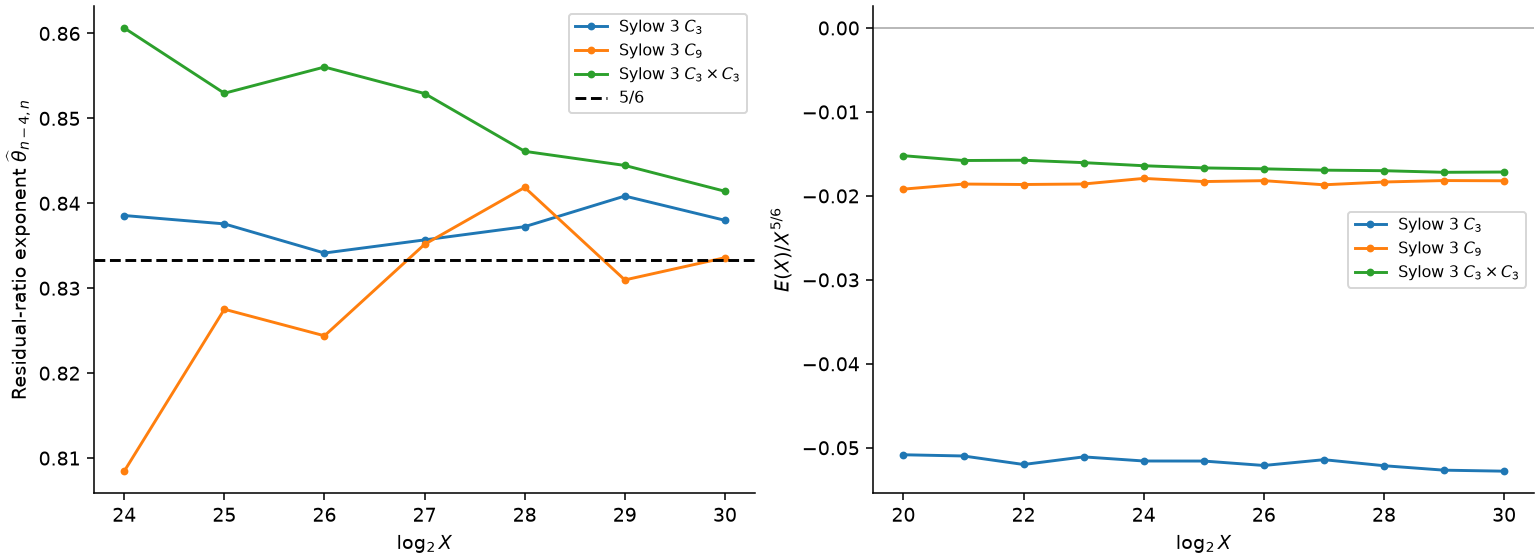 0.86
0.85
0.84
0.83
0.82
0.81
Residual-ratio exponent θ̂ₙ₋₄,ₙ
24 25 26 27 28 29 30
log₂ X
Sylow 3 C₃
Sylow 3 C₉
Sylow 3 C₃ × C₃
5/6
0.00
−0.01
−0.02
−0.03
−0.04
−0.05
E(X)/X^{5/6}
20 22 24 26 28 30
log₂ X
Sylow 3 C₃
Sylow 3 C₉
Sylow 3 C₃ × C₃